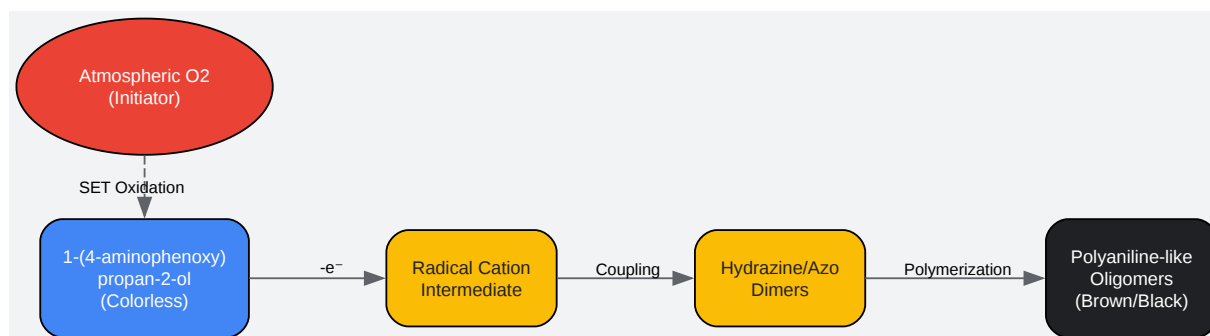 Atmospheric O2
(Initiator)
SET Oxidation
1-(4-aminophenoxy)
propan-2-ol
(Colorless)
-e⁻
Radical Cation
Intermediate
Coupling
Hydrazine/Azo
Dimers
Polymerization
Polyaniline-like
Oligomers
(Brown/Black)